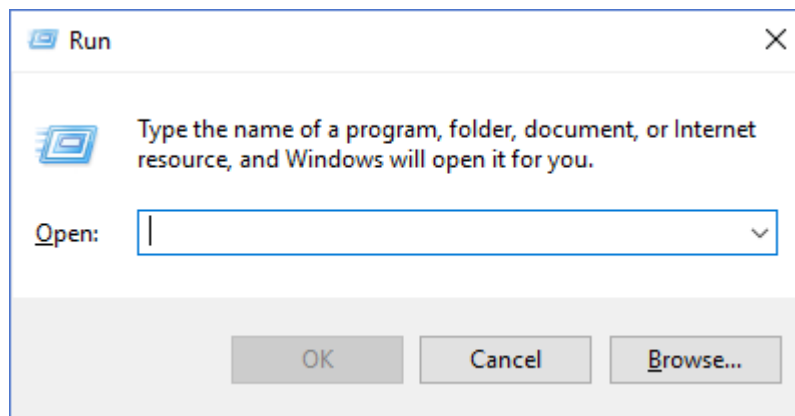 Run
Type the name of a program, folder, document, or Internet
resource, and Windows will open it for you.
Open:
OK Cancel Browse...